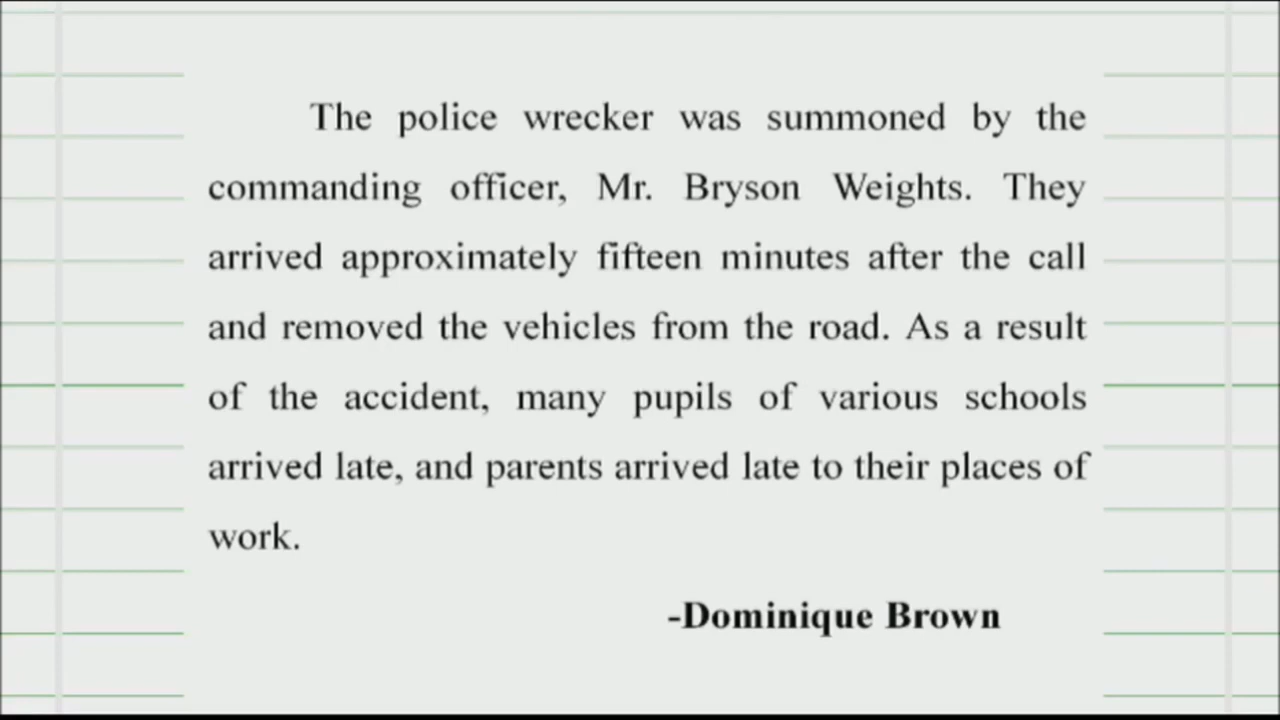 The police wrecker was summoned by the
commanding officer, Mr. Bryson Weights. They
arrived approximately fifteen minutes after the call
and removed the vehicles from the road. As a result
of the accident, many pupils of various schools
arrived late, and parents arrived late to their places of
work.
-Dominique Brown